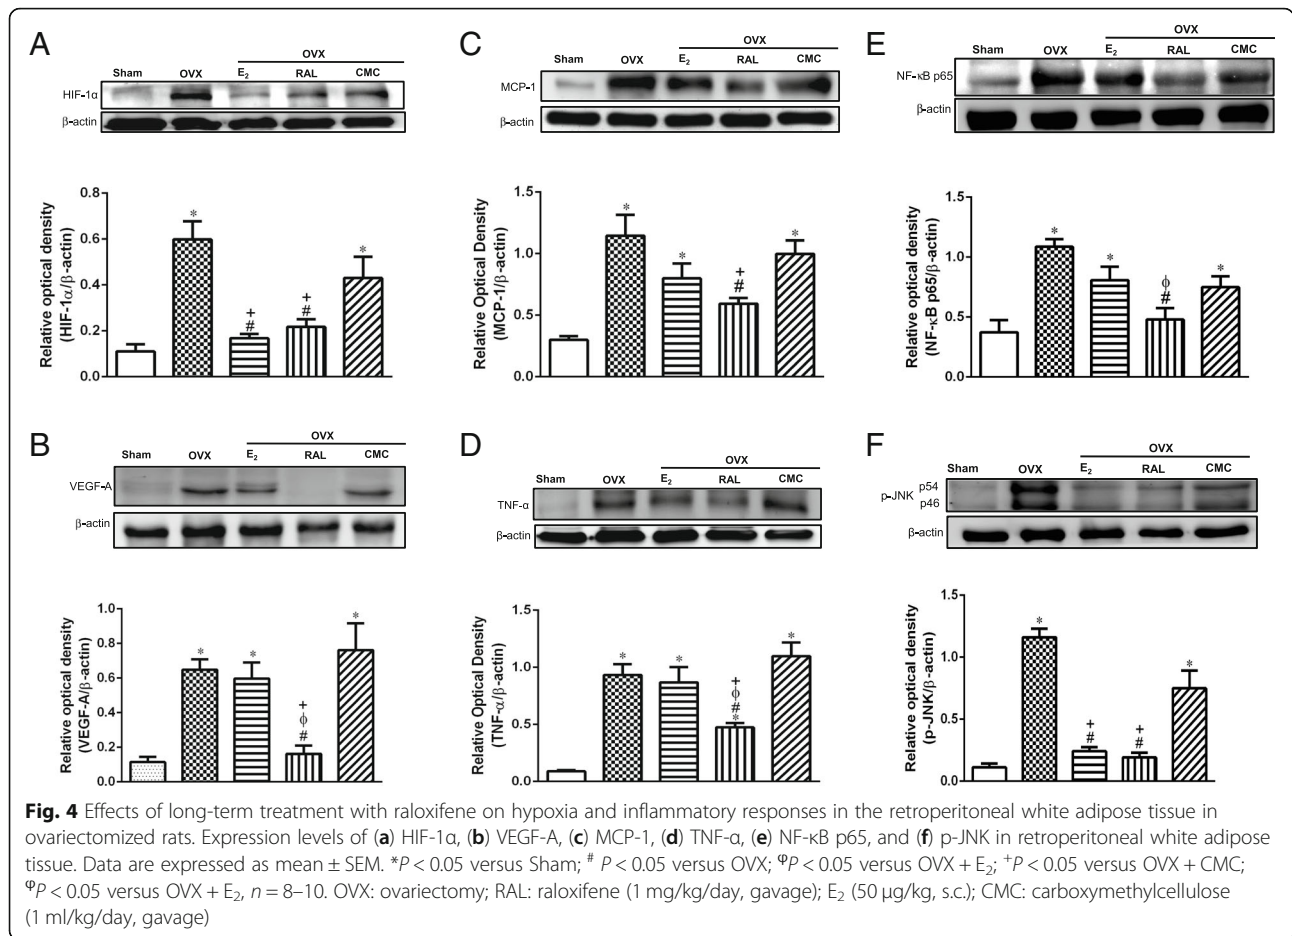 A
OVX
Sham OVX E2 RAL CMC
HIF-1α
β-actin
Relative optical density
(HIF-1α/β-actin)
0.8
0.6
0.4
0.2
0.0
*
+
#
+
#
*
C
OVX
Sham OVX E2 RAL CMC
MCP-1
β-actin
Relative Optical Density
(MCP-1/β-actin)
1.5
1.0
0.5
0.0
*
*
+
#
*
E
OVX
Sham OVX E2 RAL CMC
NF-κB p65
β-actin
Relative optical density
(NF-κB p65/β-actin)
1.5
1.0
0.5
0.0
*
*
ϕ
#
*
B
OVX
Sham OVX E2 RAL CMC
VEGF-A
β-actin
Relative optical density
(VEGF-A/β-actin)
1.0
0.8
0.6
0.4
0.2
0.0
*
*
+
ϕ
#
*
D
OVX
Sham OVX E2 RAL CMC
TNF-α
β-actin
Relative Optical Density
(TNF-α/β-actin)
1.5
1.0
0.5
0.0
*
*
+
ϕ
#
*
*
F
OVX
Sham OVX E2 RAL CMC
p-JNK p54
p46
β-actin
Relative optical density
(p-JNK/β-actin)
1.5
1.0
0.5
0.0
*
+
#
+
#
*
Fig. 4 Effects of long-term treatment with raloxifene on hypoxia and inflammatory responses in the retroperitoneal white adipose tissue in
ovariectomized rats. Expression levels of (a) HIF-1α, (b) VEGF-A, (c) MCP-1, (d) TNF-α, (e) NF-κB p65, and (f) p-JNK in retroperitoneal white adipose
tissue. Data are expressed as mean ± SEM. *P < 0.05 versus Sham; # P < 0.05 versus OVX; φP < 0.05 versus OVX + E2; +P < 0.05 versus OVX + CMC;
φP < 0.05 versus OVX + E2, n = 8–10. OVX: ovariectomy; RAL: raloxifene (1 mg/kg/day, gavage); E2 (50 μg/kg, s.c.); CMC: carboxymethylcellulose
(1 ml/kg/day, gavage)